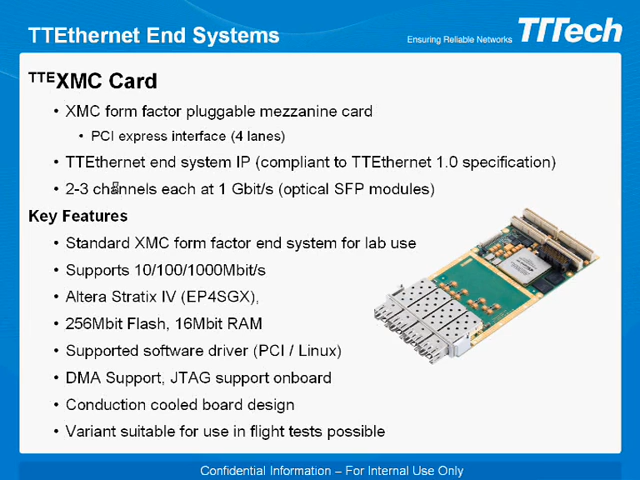 TTEthernet End Systems
Ensuring Reliable Networks TTTech
TTEXMC Card
• XMC form factor pluggable mezzanine card
• PCI express interface (4 lanes)
• TTEthernet end system IP (compliant to TTEthernet 1.0 specification)
• 2-3 channels each at 1 Gbit/s (optical SFP modules)
Key Features
• Standard XMC form factor end system for lab use
• Supports 10/100/1000Mbit/s
• Altera Stratix IV (EP4SGX),
• 256Mbit Flash, 16Mbit RAM
• Supported software driver (PCI / Linux)
• DMA Support, JTAG support onboard
• Conduction cooled board design
• Variant suitable for use in flight tests possible
Confidential Information – For Internal Use Only